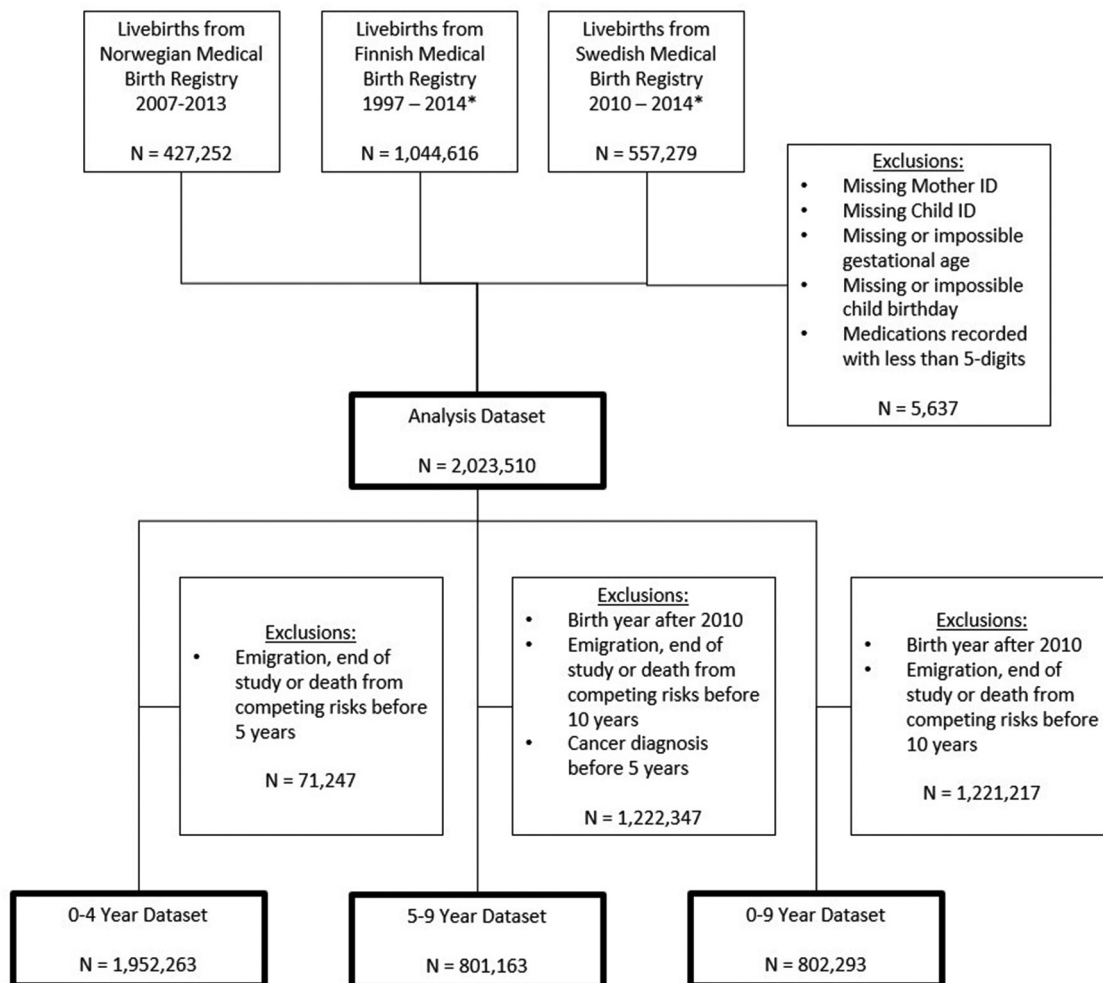 Livebirths from
Norwegian Medical
Birth Registry
2007-2013
N = 427,252
Livebirths from
Finnish Medical
Birth Registry
1997 – 2014*
N = 1,044,616
Livebirths from
Swedish Medical
Birth Registry
2010 – 2014*
N = 557,279
Exclusions:
• Missing Mother ID
• Missing Child ID
• Missing or impossible
gestational age
• Missing or impossible
child birthday
• Medications recorded
with less than 5-digits
N = 5,637
Analysis Dataset
N = 2,023,510
Exclusions:
• Emigration, end of
study or death from
competing risks before
5 years
N = 71,247
Exclusions:
• Birth year after 2010
• Emigration, end of
study or death from
competing risks before
10 years
• Cancer diagnosis
before 5 years
N = 1,222,347
Exclusions:
• Birth year after 2010
• Emigration, end of
study or death from
competing risks before
10 years
N = 1,221,217
0-4 Year Dataset
N = 1,952,263
5-9 Year Dataset
N = 801,163
0-9 Year Dataset
N = 802,293